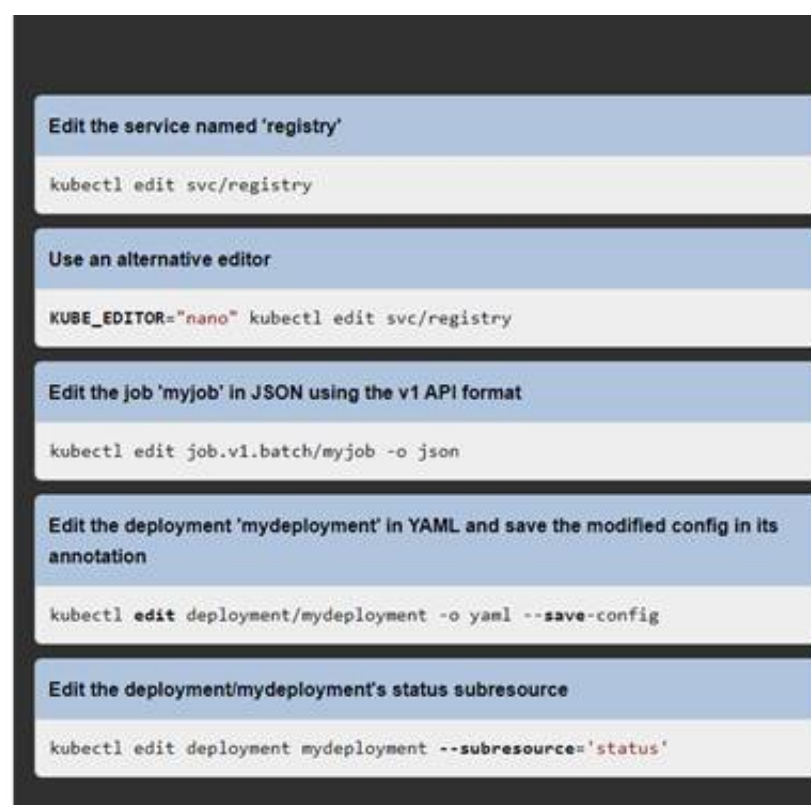 Edit the service named 'registry'
kubectl edit svc/registry
Use an alternative editor
KUBE_EDITOR="nano" kubectl edit svc/registry
Edit the job 'myjob' in JSON using the v1 API format
kubectl edit job.v1.batch/myjob -o json
Edit the deployment 'mydeployment' in YAML and save the modified config in its
annotation
kubectl edit deployment/mydeployment -o yaml --save-config
Edit the deployment/mydeployment's status subresource
kubectl edit deployment mydeployment --subresource='status'